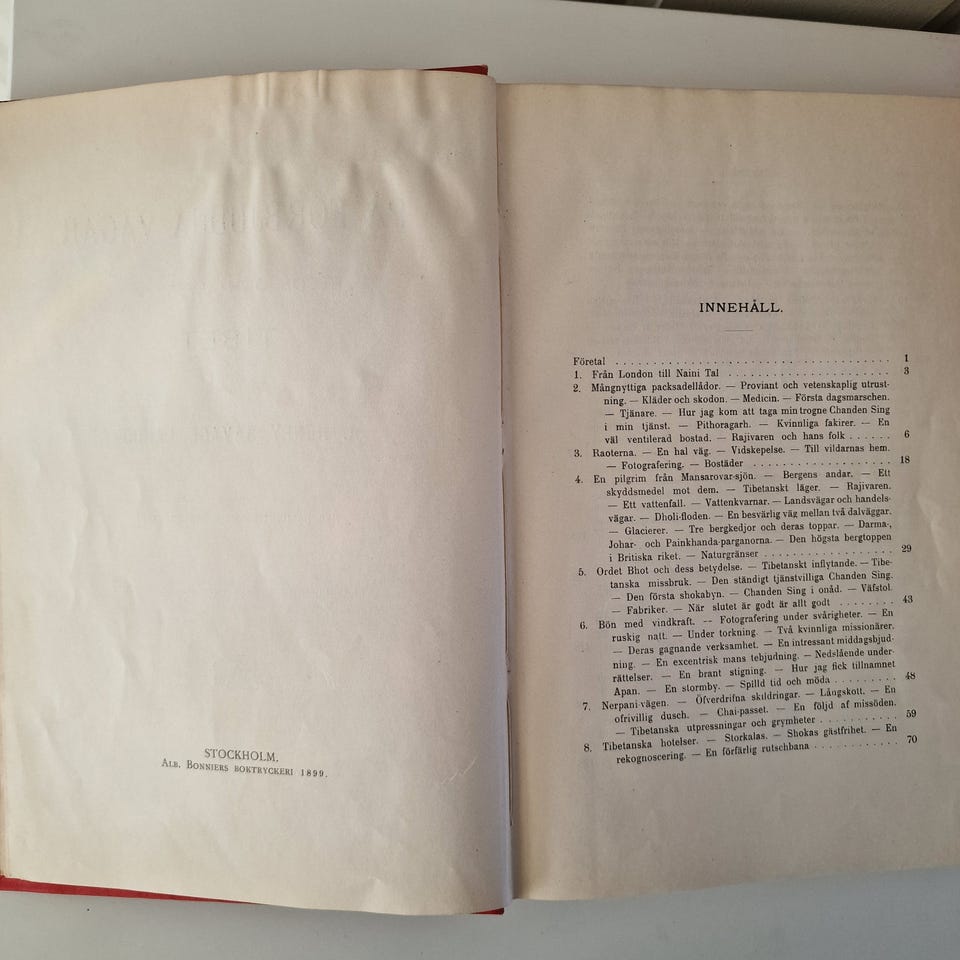 STOCKHOLM.
ALB. BONNIERS BOKTRYCKERI 1899.
INNEHÅLL.
Företal . . . . . . . . . . . . . . . . . . . . . . . . . . . . . . . . . . . 1
1. Från London till Naini Tal . . . . . . . . . . . . . . . . . . . . . 3
2. Mångnyttiga packsadellådor. — Proviant och vetenskaplig utrust-
ning. — Kläder och skodon. — Medicin. — Första dagsmarschen.
— Tjänare. — Hur jag kom att taga min trogne Chanden Sing
i min tjänst. — Pithoragarh. — Kvinnliga fakirer. — En
väl ventilerad bostad. — Rajivaren och hans folk . . . . . . 6
3. Raoterna. — En hal väg. — Vidskepelse. — Till vildarnas hem.
— Fotografering. — Bostäder . . . . . . . . . . . . . . . . . . . 18
4. En pilgrim från Mansarovar-sjön. — Bergens andar. — Ett
skyddsmedel mot dem. — Tibetanskt läger. — Rajivaren.
— Ett vattenfall. — Vattenkvarnar. — Landsvägar och handels-
vägar. — Dholi-floden. — En besvärlig väg mellan två dalväggar.
— Glacierer. — Tre bergkedjor och deras toppar. — Darma-,
Johar- och Painkhanda-parganorna. — Den högsta bergtoppen
i Britiska riket. — Naturgränser . . . . . . . . . . . . . . . . . . 29
5. Ordet Bhot och dess betydelse. — Tibetanskt inflytande. — Tibe-
tanska missbruk. — Den ständigt tjänstvilliga Chanden Sing.
— Den första shokabyn. — Chanden Sing i onåd. — Väfstol.
— Fabriker. — När slutet är godt är allt godt . . . . . . . . 43
6. Bön med vindkraft. -- Fotografering under svårigheter. — En
ruskig natt. — Under torkning. — Två kvinnliga missionärer.
— Deras gagnande verksamhet. — En intressant middagsbjud-
ning. — En excentrisk mans tebjudning. — Nedslående under-
rättelser. — En brant stigning. — Hur jag fick tillnamnet
Apan. — En stormby. — Spilld tid och möda . . . . . . . . . 48
7. Nerpani-vägen. — Öfverdrifna skildringar. — Långskott. — En
ofrivillig dusch. — Chai-passet. — En följd af missöden.
— Tibetanska utpressningar och grymheter . . . . . . . . . . . 59
8. Tibetanska hotelser. — Storkalas. — Shokas gästfrihet. — En
rekognoscering. — En förfärlig rutschbana . . . . . . . . . . . . 70